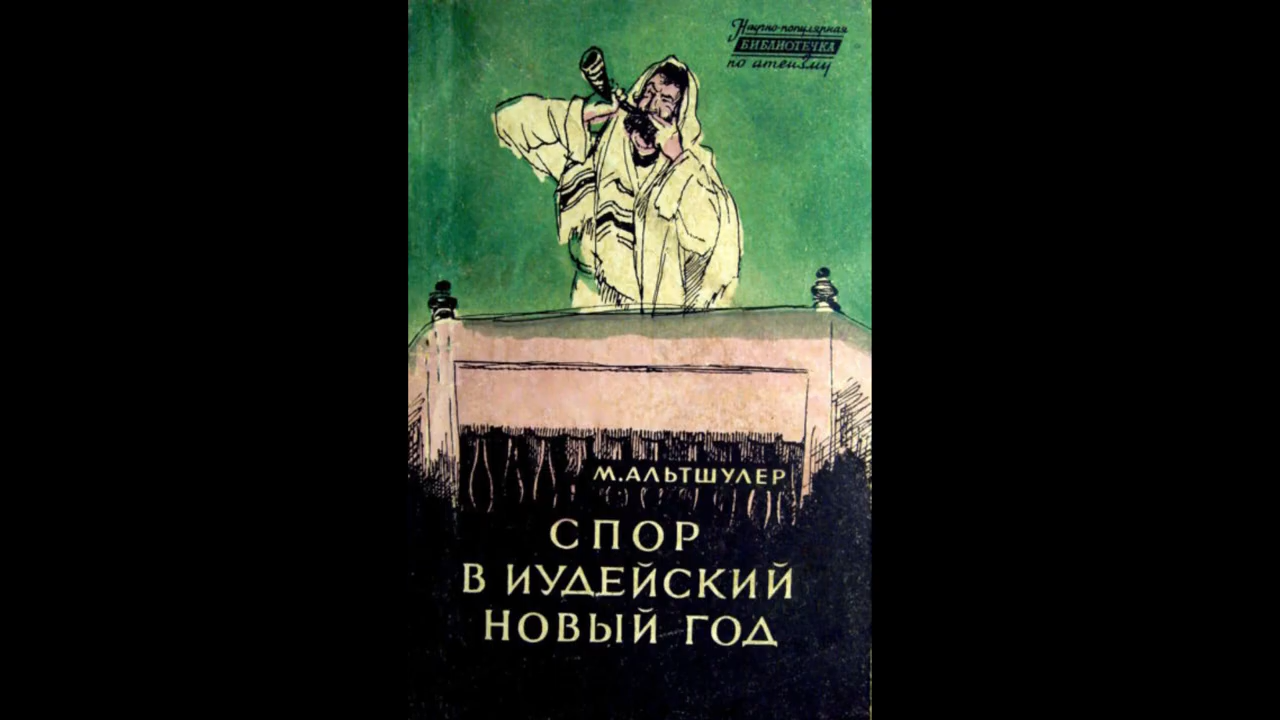 Научно-популярная
БИБЛИОТЕЧКА
по атеизму
М.АЛЬТШУЛЕР
СПОР
В ИУДЕЙСКИЙ
НОВЫЙ ГОД